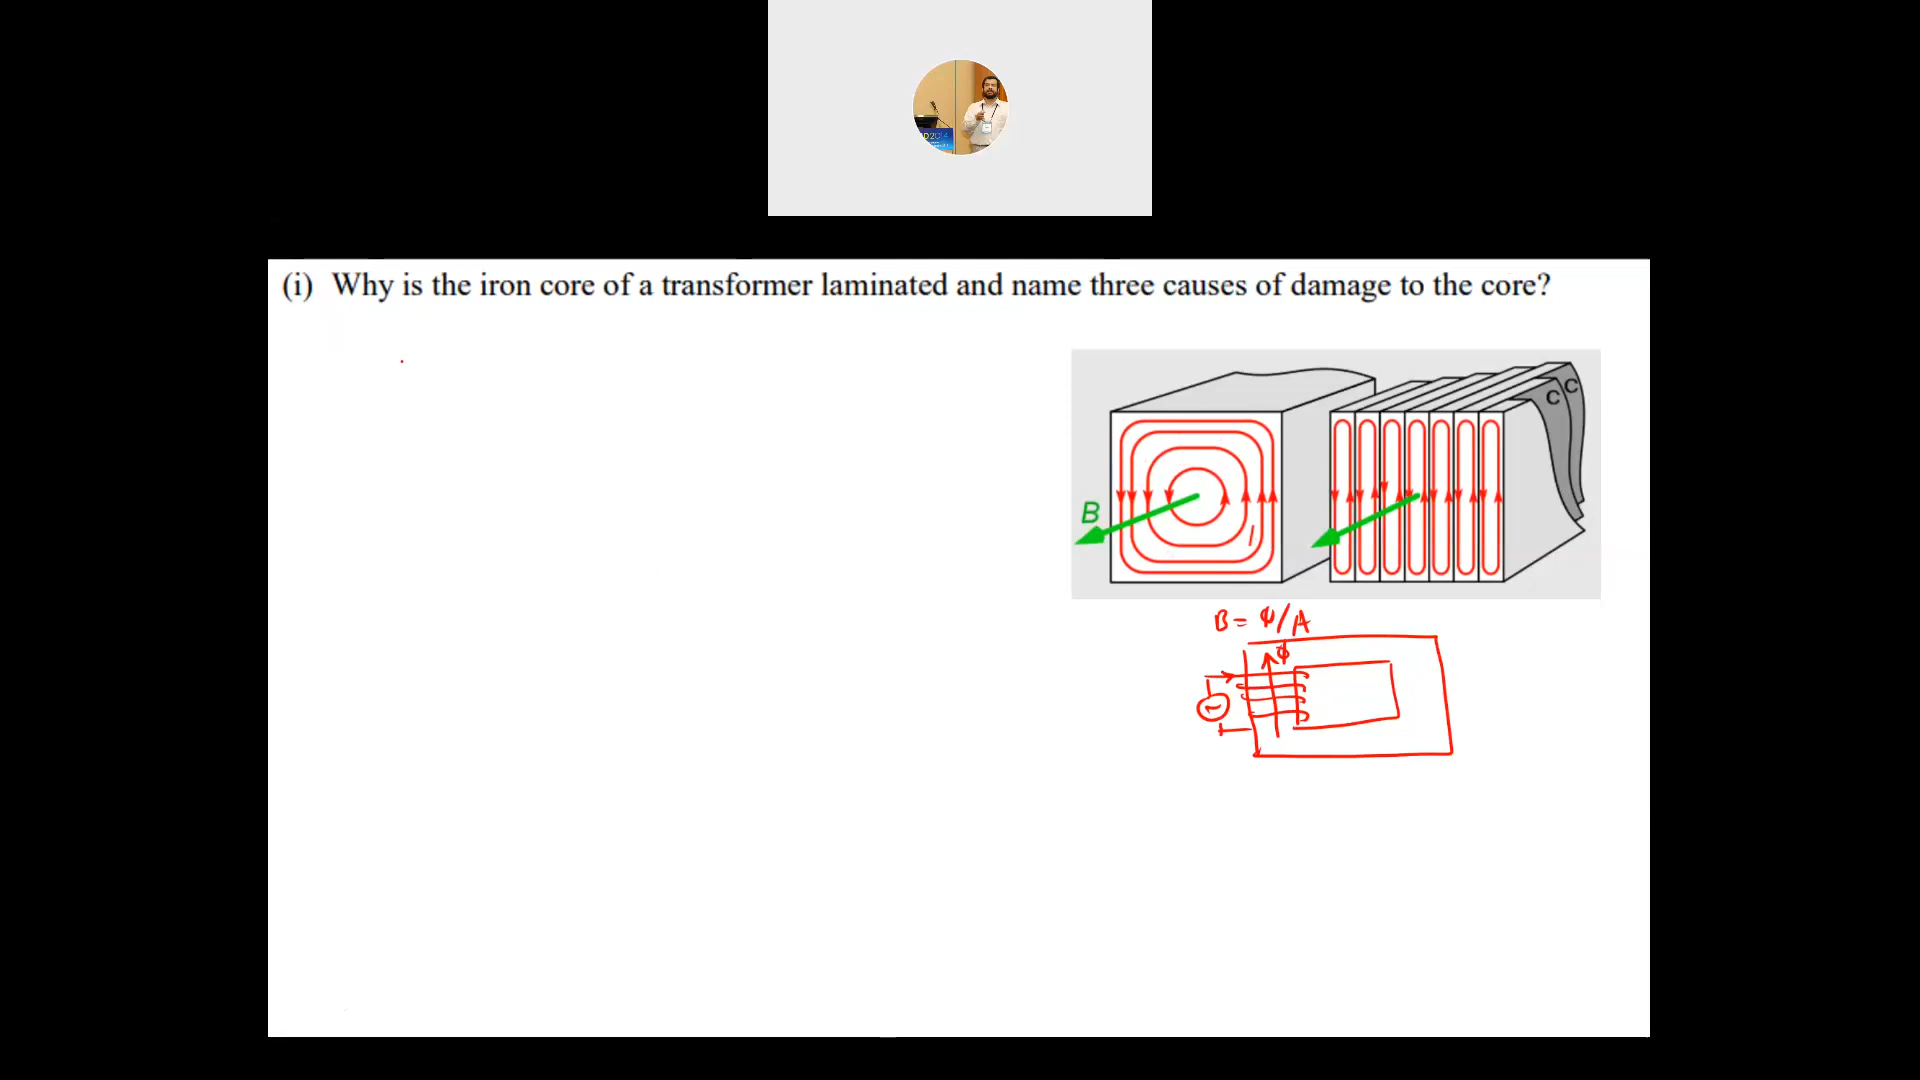 (i) Why is the iron core of a transformer laminated and name three causes of damage to the core?
C C
B
I
B = Φ/A
Φ
~